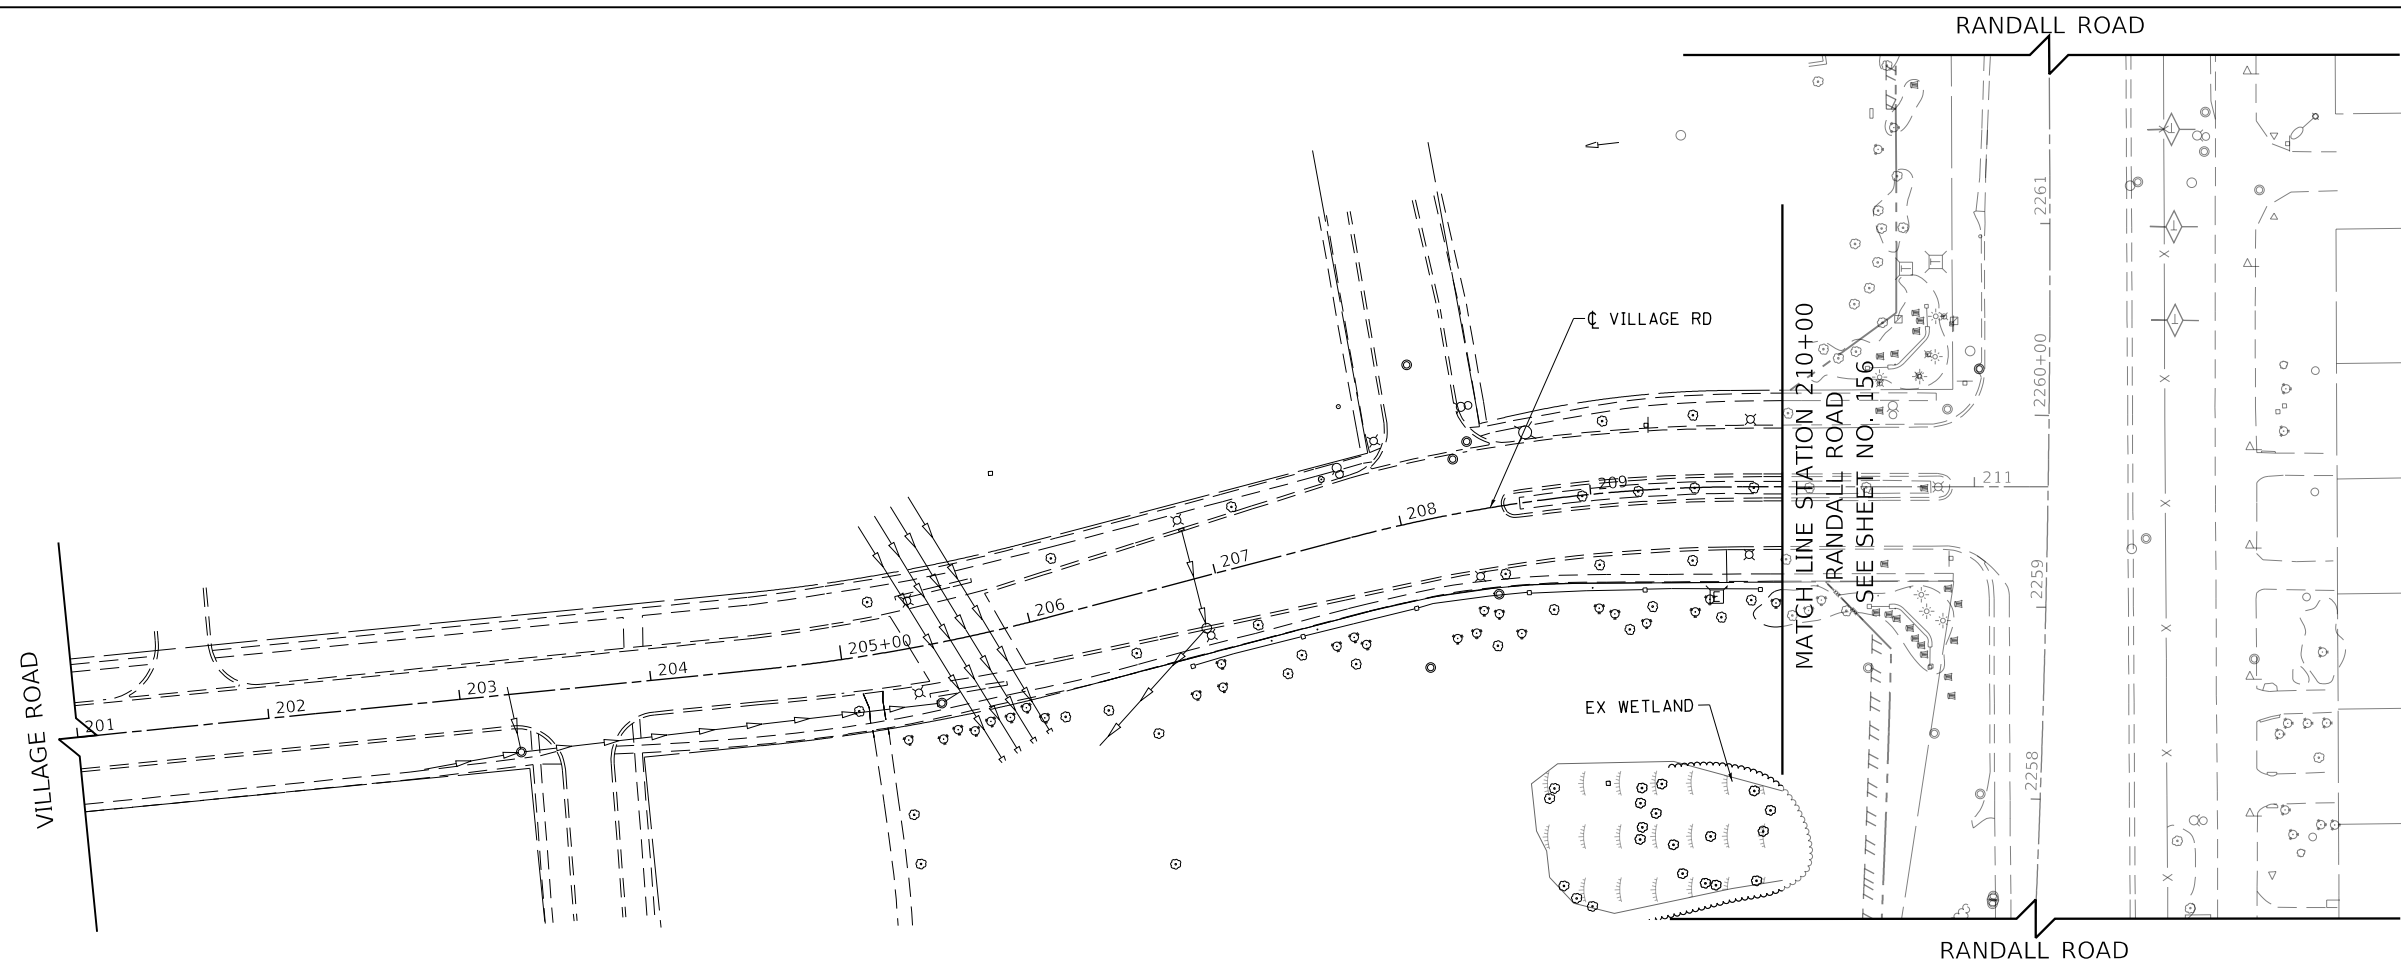 RANDALL ROAD
2261
2260+00
2259
2258
℄ VILLAGE RD
MATCH LINE STATION 210+00
RANDALL ROAD
SEE SHEET NO. 156
VILLAGE ROAD
201
202
203
204
205+00
206
207
208
209
211
E
EX WETLAND
RANDALL ROAD